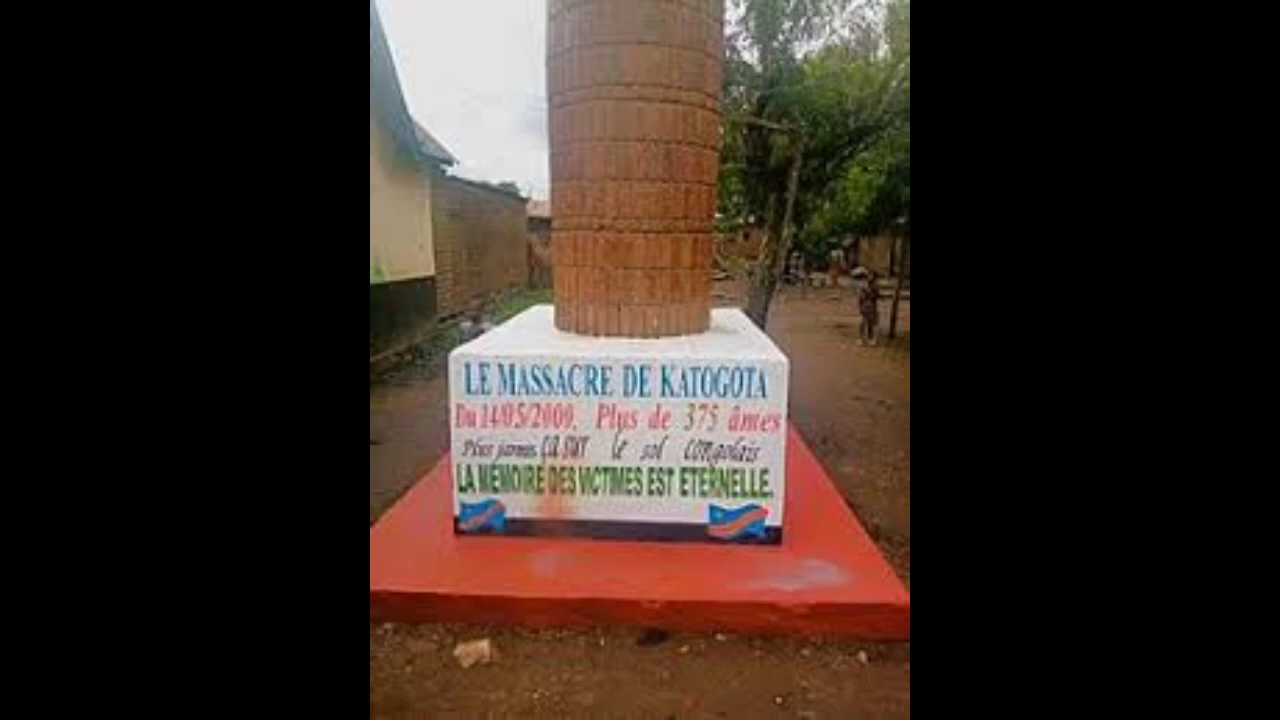 LE MASSACRE DE KATOGOTA
Du 14/05/2000, Plus de 375 âmes
Plus jamais ça sur le sol congolais
LA MÉMOIRE DES VICTIMES EST ETERNELLE.